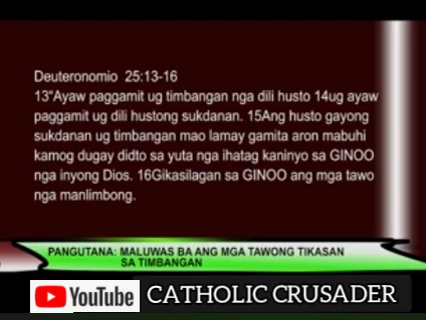 Deuteronomio 25:13-16
13"Ayaw paggamit ug timbangan nga dili husto 14ug ayaw
paggamit ug dili hustong sukdanan. 15Ang husto gayong
sukdanan ug timbangan mao lamay gamita aron mabuhi
kamog dugay didto sa yuta nga ihatag kaninyo sa GINOO
nga inyong Dios. 16Gikasilagan sa GINOO ang mga tawo
nga manlimbong.
PANGUTANA: MALUWAS BA ANG MGA TAWONG TIKASAN
SA TIMBANGAN
YouTube CATHOLIC CRUSADER